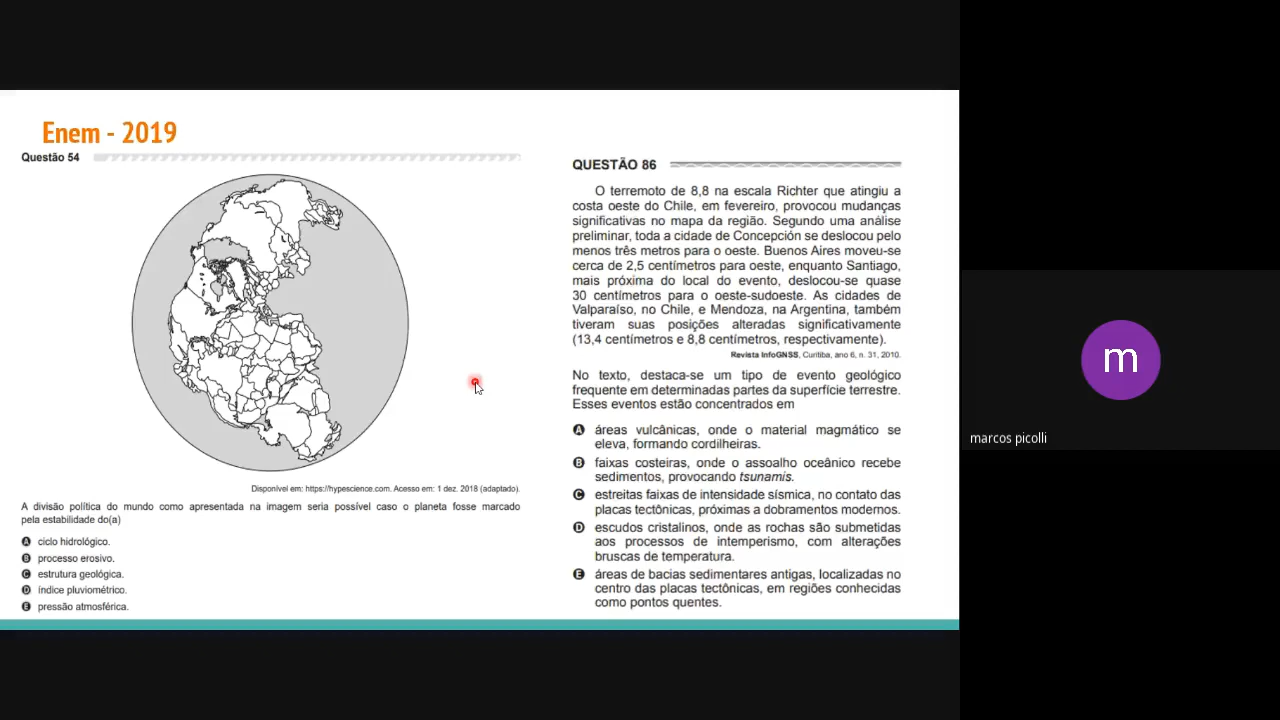 Enem - 2019
Questão 54
Disponível em: https://hypescience.com. Acesso em: 1 dez. 2018 (adaptado).
A divisão política do mundo como apresentada na imagem seria possível caso o planeta fosse marcado
pela estabilidade do(a)
A ciclo hidrológico.
B processo erosivo.
C estrutura geológica.
D índice pluviométrico.
E pressão atmosférica.
QUESTÃO 86
O terremoto de 8,8 na escala Richter que atingiu a
costa oeste do Chile, em fevereiro, provocou mudanças
significativas no mapa da região. Segundo uma análise
preliminar, toda a cidade de Concepción se deslocou pelo
menos três metros para o oeste. Buenos Aires moveu-se
cerca de 2,5 centímetros para oeste, enquanto Santiago,
mais próxima do local do evento, deslocou-se quase
30 centímetros para o oeste-sudoeste. As cidades de
Valparaíso, no Chile, e Mendoza, na Argentina, também
tiveram suas posições alteradas significativamente
(13,4 centímetros e 8,8 centímetros, respectivamente).
Revista InfoGNSS, Curitiba, ano 6, n. 31, 2010.
No texto, destaca-se um tipo de evento geológico
frequente em determinadas partes da superfície terrestre.
Esses eventos estão concentrados em
A áreas vulcânicas, onde o material magmático se
eleva, formando cordilheiras.
B faixas costeiras, onde o assoalho oceânico recebe
sedimentos, provocando tsunamis.
C estreitas faixas de intensidade sísmica, no contato das
placas tectônicas, próximas a dobramentos modernos.
D escudos cristalinos, onde as rochas são submetidas
aos processos de intemperismo, com alterações
bruscas de temperatura.
E áreas de bacias sedimentares antigas, localizadas no
centro das placas tectônicas, em regiões conhecidas
como pontos quentes.
m
marcos picolli